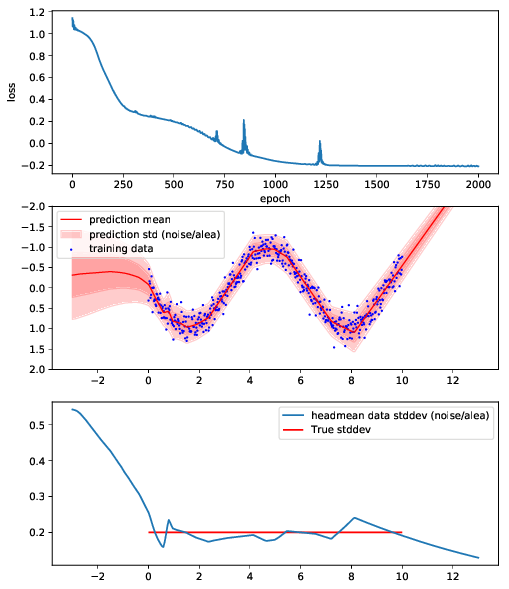 1.2
1.0
0.8
0.6
0.4
0.2
0.0
−0.2
loss
0 250 500 750 1000 1250 1500 1750 2000
epoch
−2.0
−1.5
−1.0
−0.5
0.0
0.5
1.0
1.5
2.0
prediction mean
prediction std (noise/alea)
training data
−2 0 2 4 6 8 10 12
0.5
0.4
0.3
0.2
headmean data stddev (noise/alea)
True stddev
−2 0 2 4 6 8 10 12